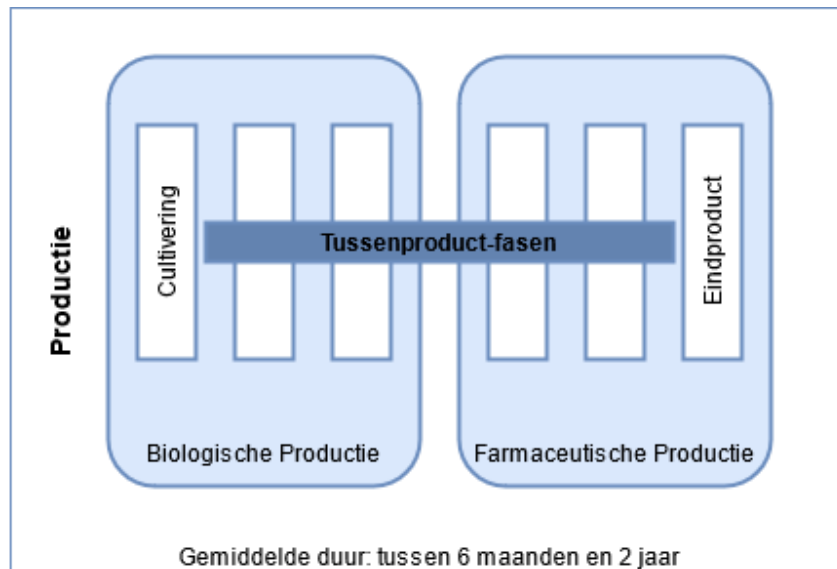 Productie
Cultivering
Tussenproduct-fasen
Eindproduct
Biologische Productie
Farmaceutische Productie
Gemiddelde duur: tussen 6 maanden en 2 jaar